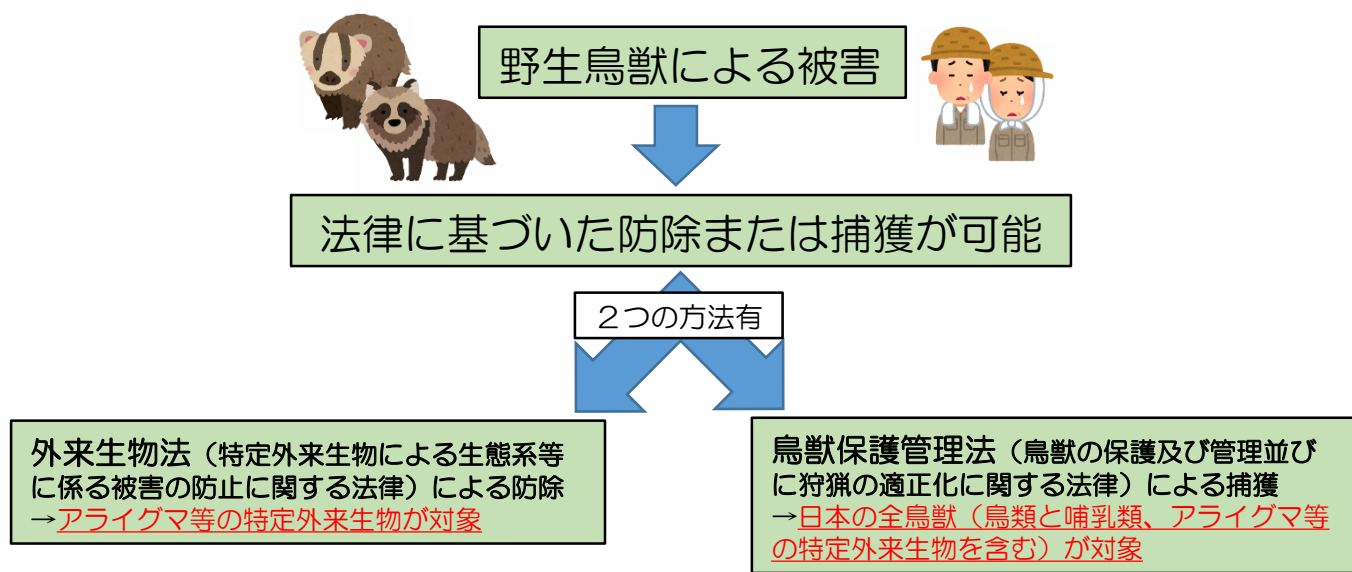 野生鳥獣による被害
法律に基づいた防除または捕獲が可能
２つの方法有
外来生物法（特定外来生物による生態系等
に係る被害の防止に関する法律）による防除
→アライグマ等の特定外来生物が対象
鳥獣保護管理法（鳥獣の保護及び管理並び
に狩猟の適正化に関する法律）による捕獲
→日本の全鳥獣（鳥類と哺乳類、アライグマ等
の特定外来生物を含む）が対象